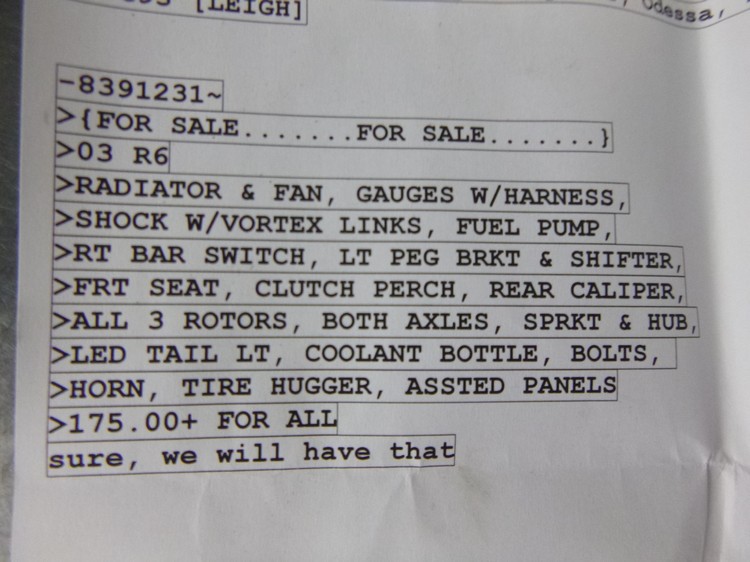 [LEIGH]
Odessa,
-8391231~
>{FOR SALE........FOR SALE........}
>03 R6
>RADIATOR & FAN, GAUGES W/HARNESS,
>SHOCK W/VORTEX LINKS, FUEL PUMP,
>RT BAR SWITCH, LT PEG BRKT & SHIFTER,
>FRT SEAT, CLUTCH PERCH, REAR CALIPER,
>ALL 3 ROTORS, BOTH AXLES, SPRKT & HUB,
>LED TAIL LT, COOLANT BOTTLE, BOLTS,
>HORN, TIRE HUGGER, ASSTED PANELS
>175.00+ FOR ALL
sure, we will have that